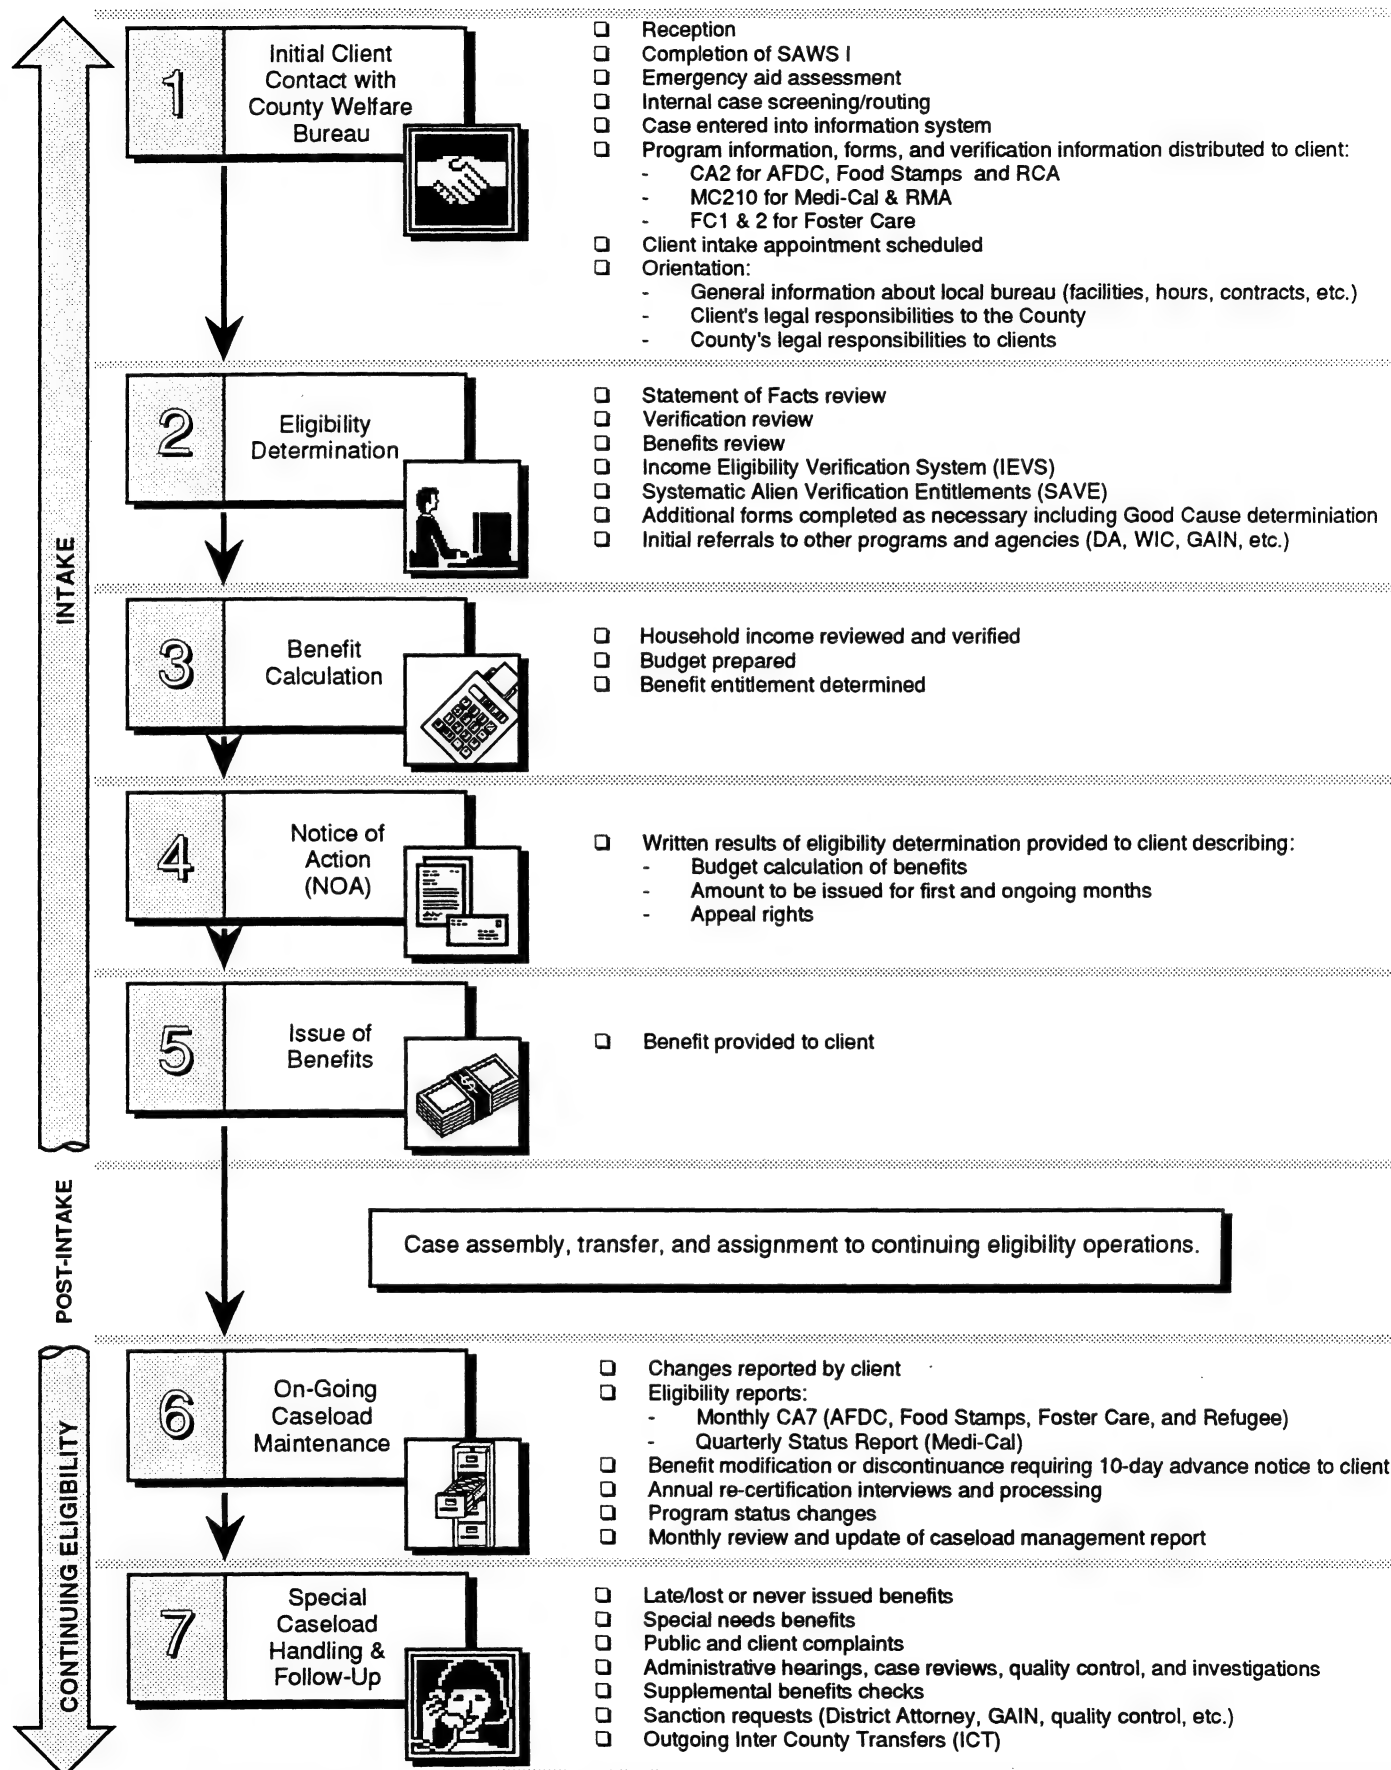 INTAKE
1
Initial Client
Contact with
County Welfare
Bureau
❑ Reception
❑ Completion of SAWS I
❑ Emergency aid assessment
❑ Internal case screening/routing
❑ Case entered into information system
❑ Program information, forms, and verification information distributed to client:
- CA2 for AFDC, Food Stamps and RCA
- MC210 for Medi-Cal & RMA
- FC1 & 2 for Foster Care
❑ Client intake appointment scheduled
❑ Orientation:
- General information about local bureau (facilities, hours, contracts, etc.)
- Client's legal responsibilities to the County
- County's legal responsibilities to clients
2
Eligibility
Determination
❑ Statement of Facts review
❑ Verification review
❑ Benefits review
❑ Income Eligibility Verification System (IEVS)
❑ Systematic Alien Verification Entitlements (SAVE)
❑ Additional forms completed as necessary including Good Cause determiniation
❑ Initial referrals to other programs and agencies (DA, WIC, GAIN, etc.)
3
Benefit
Calculation
❑ Household income reviewed and verified
❑ Budget prepared
❑ Benefit entitlement determined
4
Notice of
Action
(NOA)
❑ Written results of eligibility determination provided to client describing:
- Budget calculation of benefits
- Amount to be issued for first and ongoing months
- Appeal rights
5
Issue of
Benefits
❑ Benefit provided to client
POST-INTAKE
Case assembly, transfer, and assignment to continuing eligibility operations.
CONTINUING ELIGIBILITY
6
On-Going
Caseload
Maintenance
❑ Changes reported by client
❑ Eligibility reports:
- Monthly CA7 (AFDC, Food Stamps, Foster Care, and Refugee)
- Quarterly Status Report (Medi-Cal)
❑ Benefit modification or discontinuance requiring 10-day advance notice to client
❑ Annual re-certification interviews and processing
❑ Program status changes
❑ Monthly review and update of caseload management report
7
Special
Caseload
Handling &
Follow-Up
❑ Late/lost or never issued benefits
❑ Special needs benefits
❑ Public and client complaints
❑ Administrative hearings, case reviews, quality control, and investigations
❑ Supplemental benefits checks
❑ Sanction requests (District Attorney, GAIN, quality control, etc.)
❑ Outgoing Inter County Transfers (ICT)